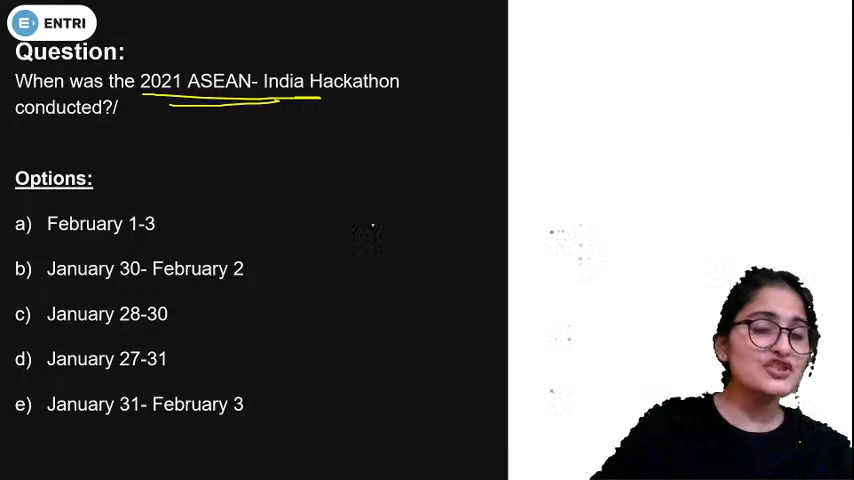 ENTRI
Question:
When was the 2021 ASEAN- India Hackathon
conducted?/
Options:
a) February 1-3
b) January 30- February 2
c) January 28-30
d) January 27-31
e) January 31- February 3